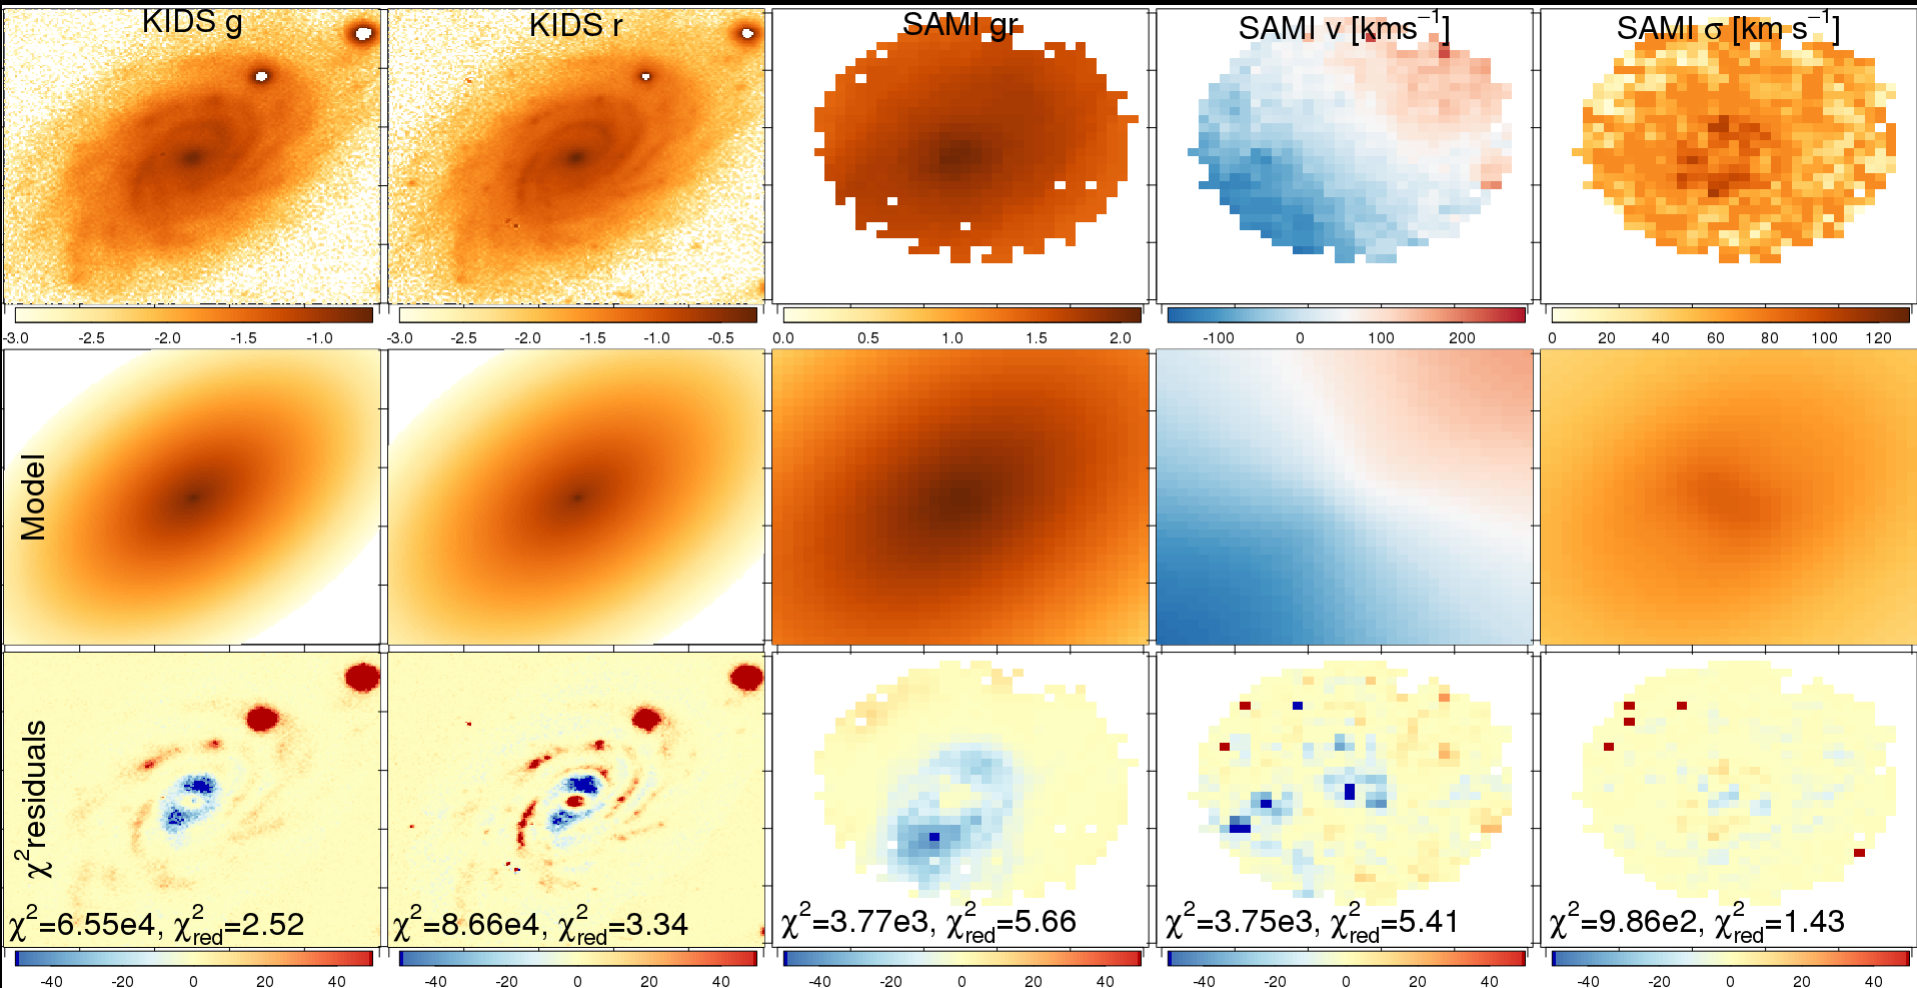 KIDS g KIDS r SAMI gr SAMI v [kms⁻¹] SAMI σ [km s⁻¹]
-3.0 -2.5 -2.0 -1.5 -1.0 -3.0 -2.5 -2.0 -1.5 -1.0 -0.5 0.0 0.5 1.0 1.5 2.0 -100 0 100 200 0 20 40 60 80 100 120
Model
χ² residuals
χ²=6.55e4, χ²red=2.52 χ²=8.66e4, χ²red=3.34 χ²=3.77e3, χ²red=5.66 χ²=3.75e3, χ²red=5.41 χ²=9.86e2, χ²red=1.43
-40 -20 0 20 40 -40 -20 0 20 40 -40 -20 0 20 40 -40 -20 0 20 40 -40 -20 0 20 40